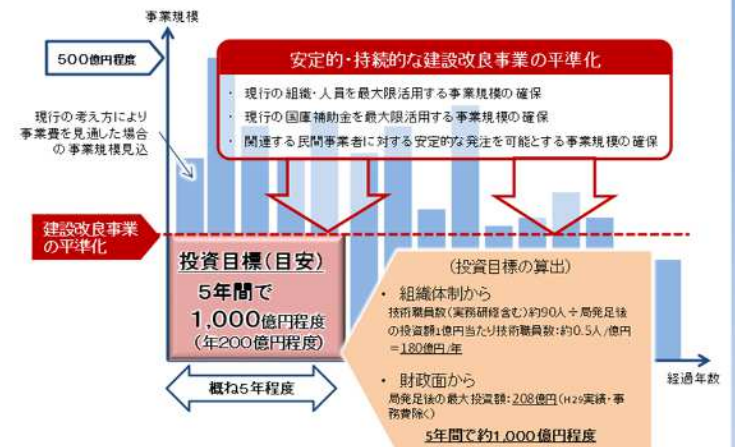 事業規模
500億円程度
安定的・持続的な建設改良事業の平準化
・ 現行の組織・人員を最大限活用する事業規模の確保
・ 現行の国庫補助金を最大限活用する事業規模の確保
・ 関連する民間事業者に対する安定的な発注を可能とする事業規模の確保
現行の考え方により
事業費を見通した場合
の事業規模見込
建設改良事業
の平準化
投資目標(目安)
5年間で
1,000億円程度
(年200億円程度)
概ね5年程度
(投資目標の算出)
・ 組織体制から
技術職員数(実務研修含む)約90人÷局発足後
の投資額1億円当たり技術職員数:約0.5人/億円
=180億円/年
・ 財政面から
局発足後の最大投資額:208億円(H29実績・事
務費除く)
5年間で約1,000億円程度
経過年数